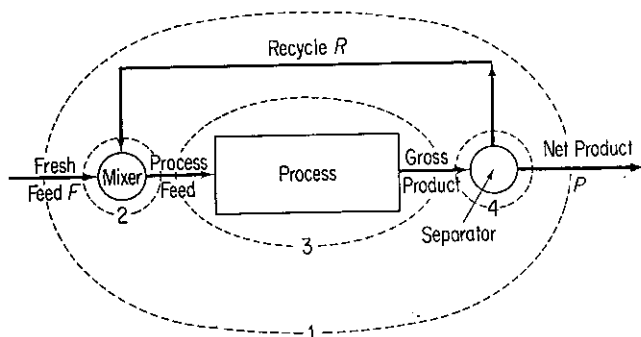 Recycle R
Fresh
Feed F
Mixer
2
Process
Feed
Process
3
Gross
Product
4
Separator
Net Product
P
1